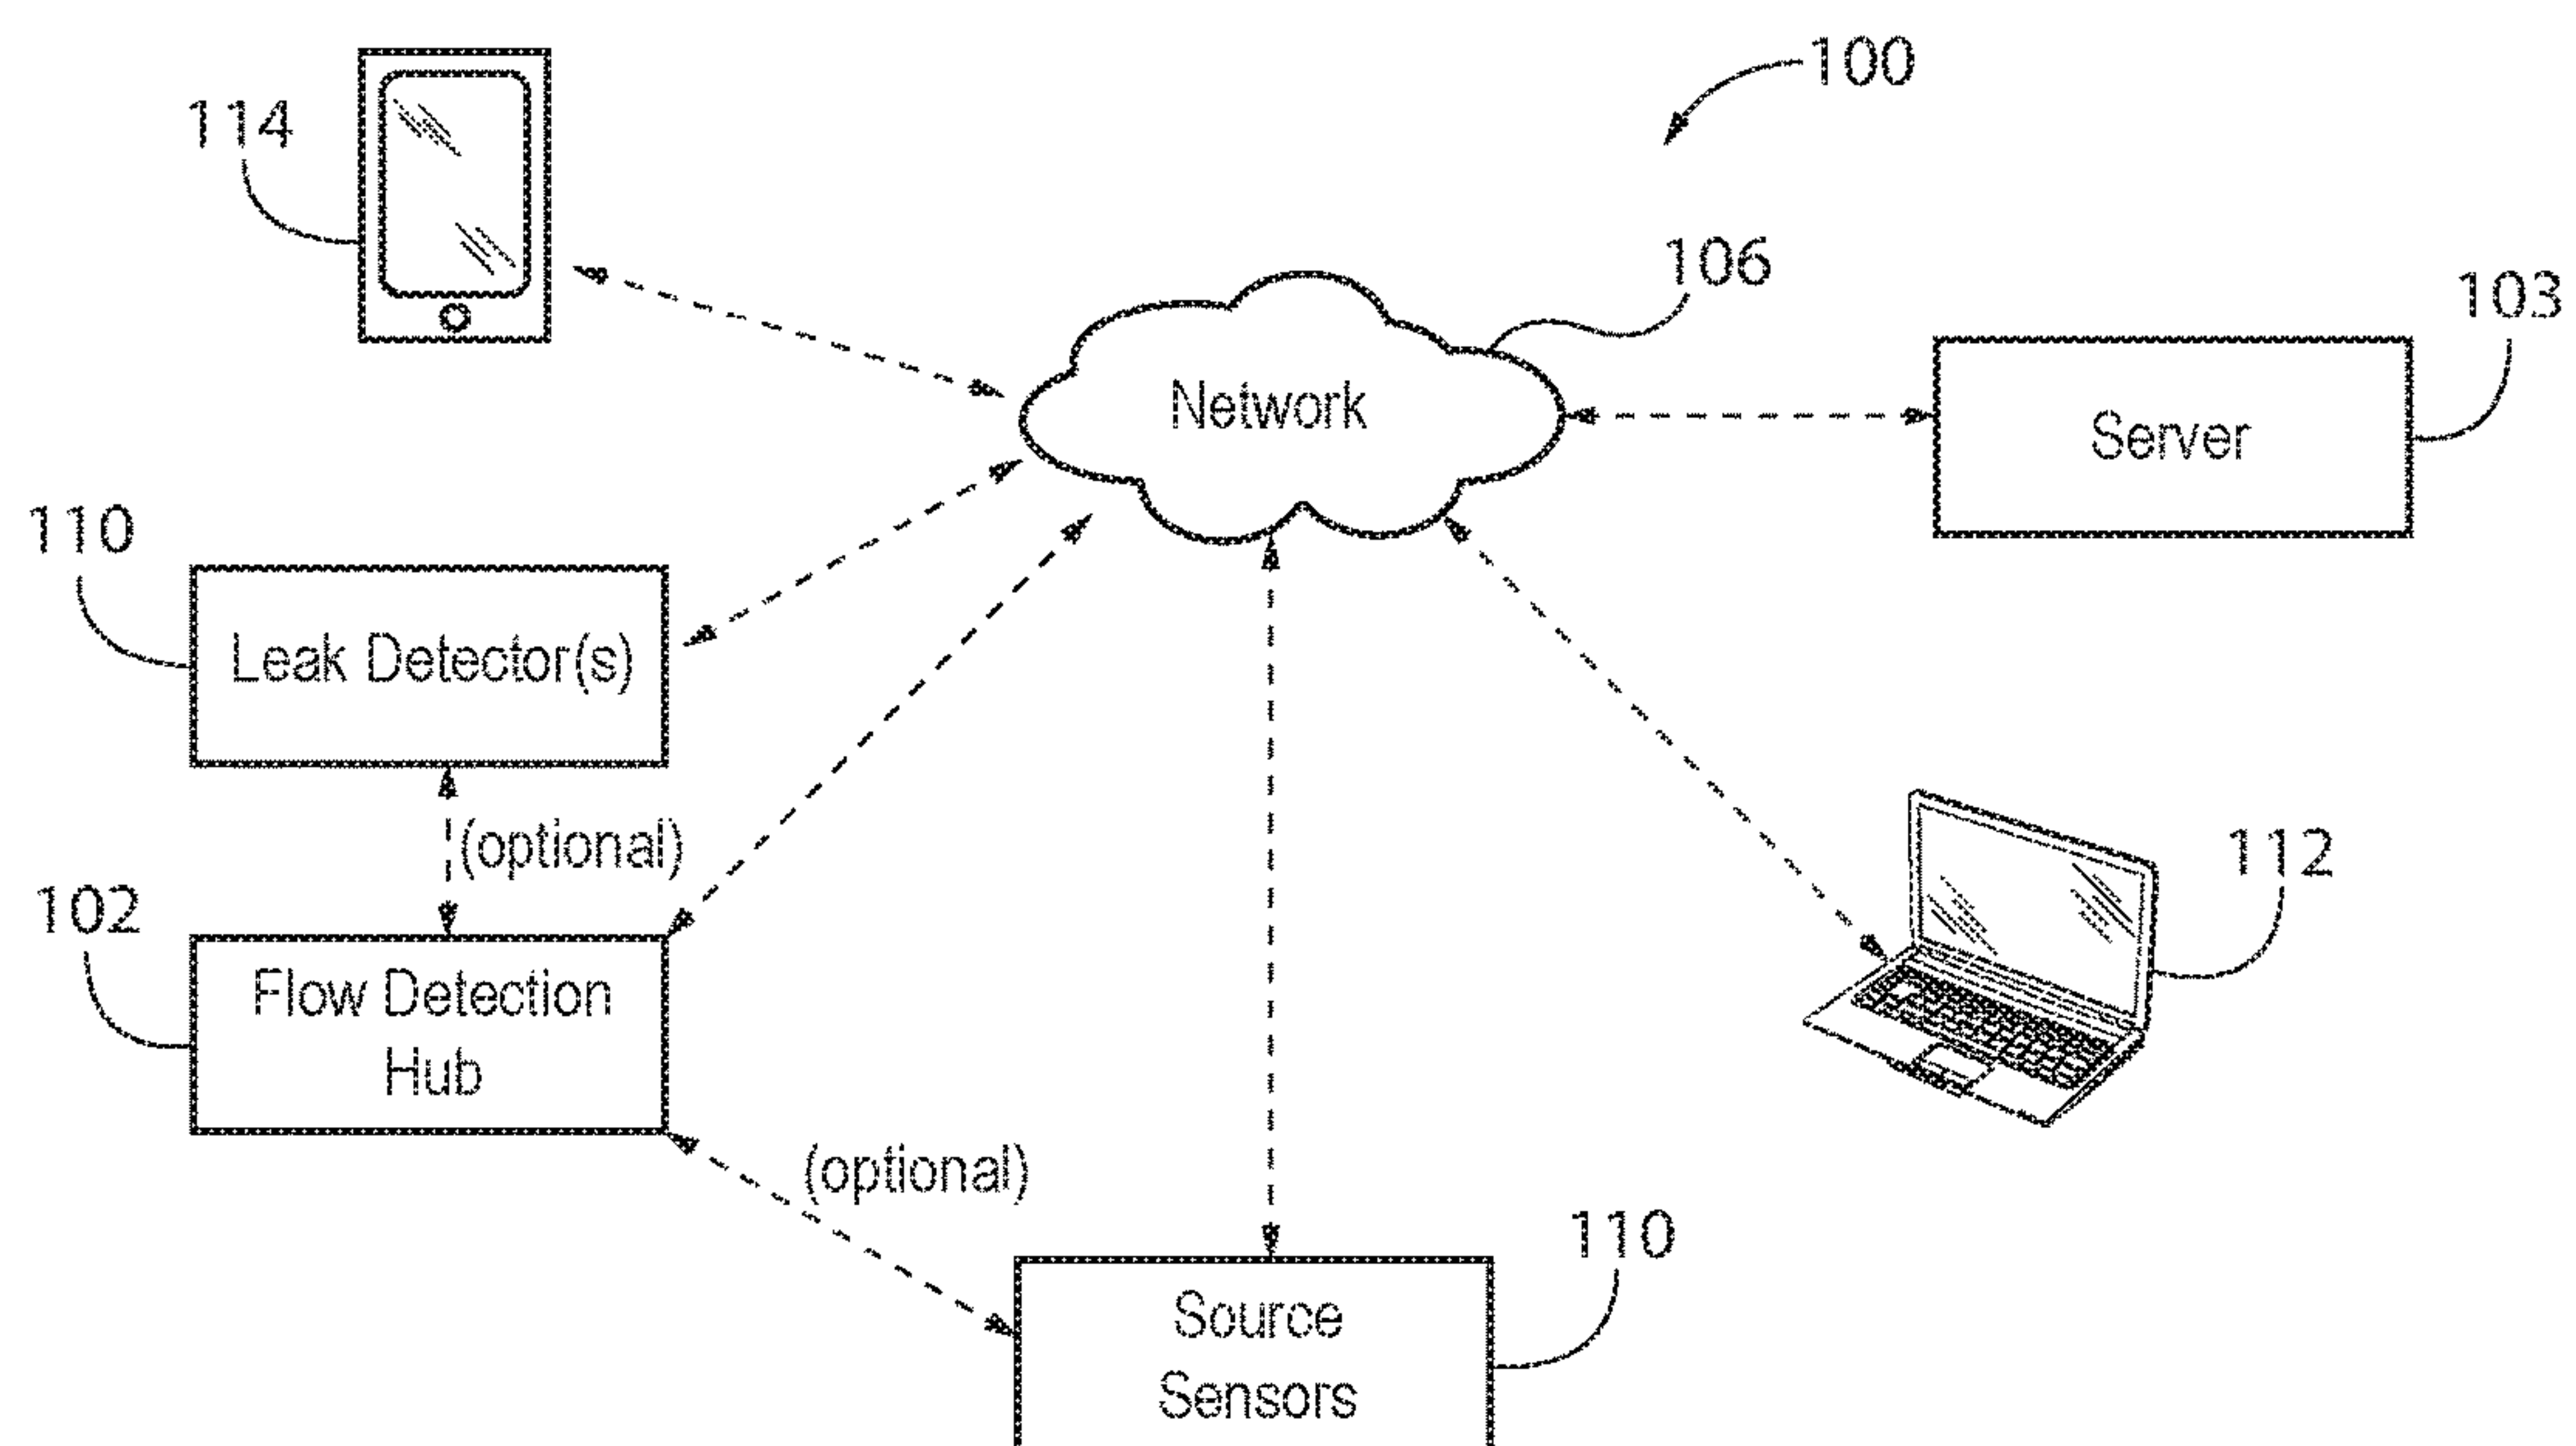 100
114
106
103
Network
Server
110
Leak Detector(s)
(optional)
112
102
Flow Detection
Hub
(optional)
110
Source
Sensors